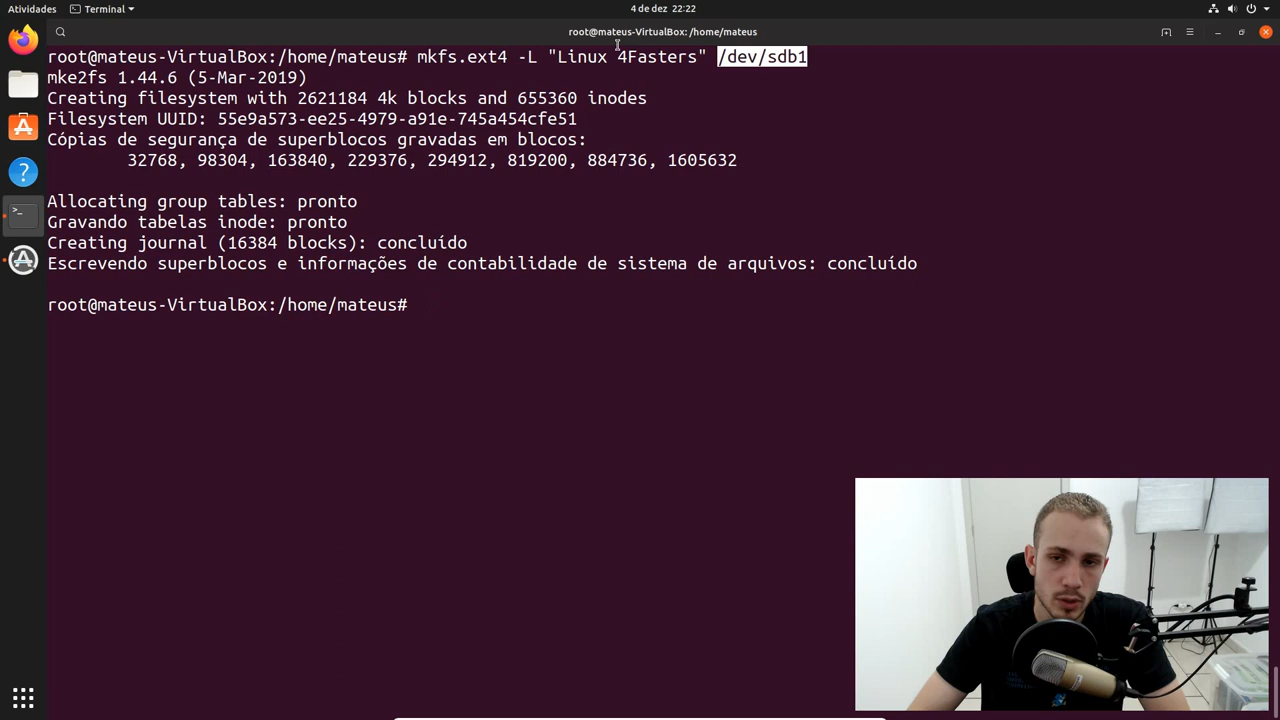 Atividades
Terminal
4 de dez 22:22
root@mateus-VirtualBox: /home/mateus
root@mateus-VirtualBox:/home/mateus# mkfs.ext4 -L "Linux 4Fasters" /dev/sdb1
mke2fs 1.44.6 (5-Mar-2019)
Creating filesystem with 2621184 4k blocks and 655360 inodes
Filesystem UUID: 55e9a573-ee25-4979-a91e-745a454cfe51
Cópias de segurança de superblocos gravadas em blocos:
32768, 98304, 163840, 229376, 294912, 819200, 884736, 1605632
Allocating group tables: pronto
Gravando tabelas inode: pronto
Creating journal (16384 blocks): concluído
Escrevendo superblocos e informações de contabilidade de sistema de arquivos: concluído
root@mateus-VirtualBox:/home/mateus#